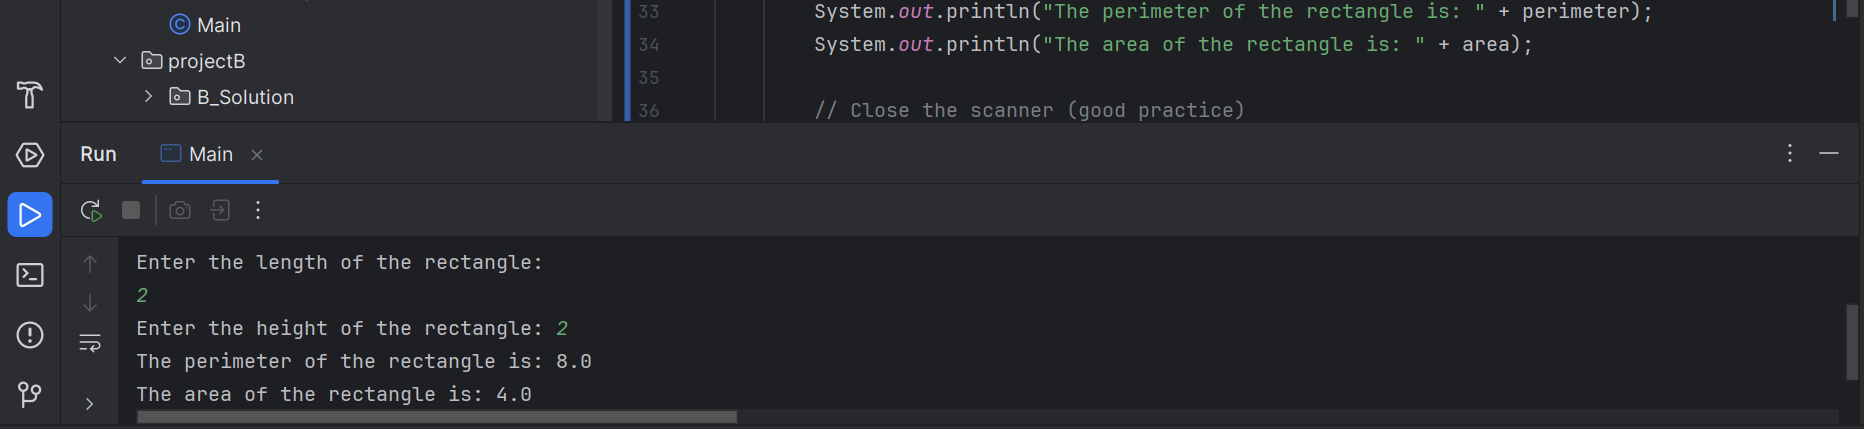 Main
projectB
B_Solution
33 System.out.println("The perimeter of the rectangle is: " + perimeter);
34 System.out.println("The area of the rectangle is: " + area);
35
36 // Close the scanner (good practice)
Run Main
Enter the length of the rectangle:
2
Enter the height of the rectangle: 2
The perimeter of the rectangle is: 8.0
The area of the rectangle is: 4.0